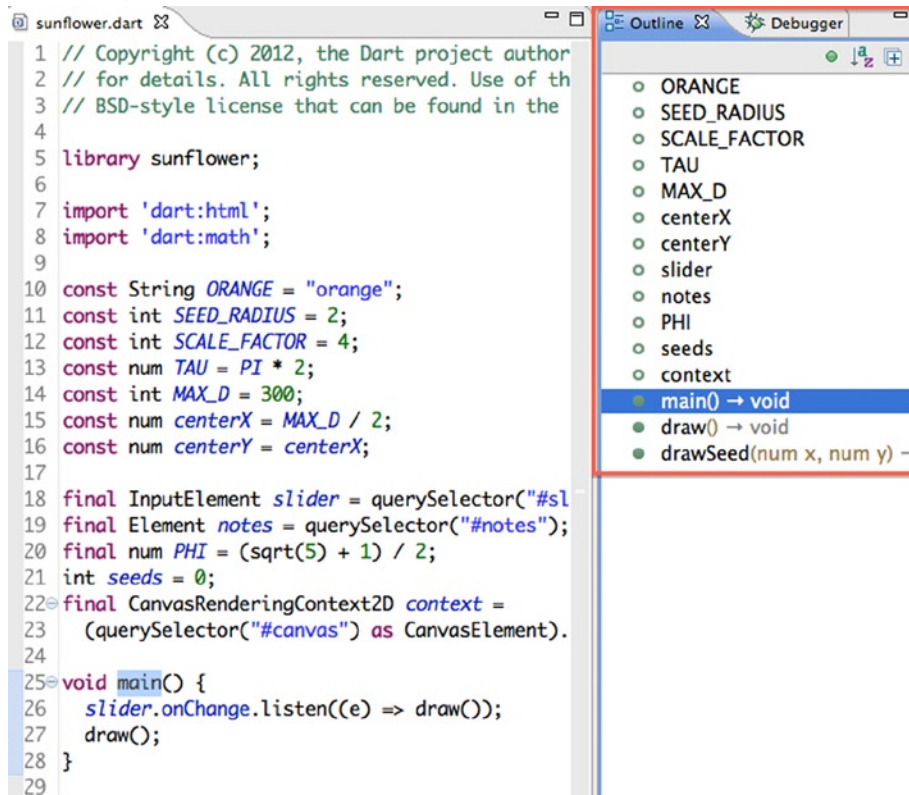 sunflower.dart
1 // Copyright (c) 2012, the Dart project author
2 // for details. All rights reserved. Use of th
3 // BSD-style license that can be found in the
4
5 library sunflower;
6
7 import 'dart:html';
8 import 'dart:math';
9
10 const String ORANGE = "orange";
11 const int SEED_RADIUS = 2;
12 const int SCALE_FACTOR = 4;
13 const num TAU = PI * 2;
14 const int MAX_D = 300;
15 const num centerX = MAX_D / 2;
16 const num centerY = centerX;
17
18 final InputElement slider = querySelector("#sl
19 final Element notes = querySelector("#notes");
20 final num PHI = (sqrt(5) + 1) / 2;
21 int seeds = 0;
22 final CanvasRenderingContext2D context =
23 (querySelector("#canvas") as CanvasElement).
24
25 void main() {
26 slider.onChange.listen((e) => draw());
27 draw();
28 }
29
Outline Debugger
ORANGE
SEED_RADIUS
SCALE_FACTOR
TAU
MAX_D
centerX
centerY
slider
notes
PHI
seeds
context
main() → void
draw() → void
drawSeed(num x, num y)